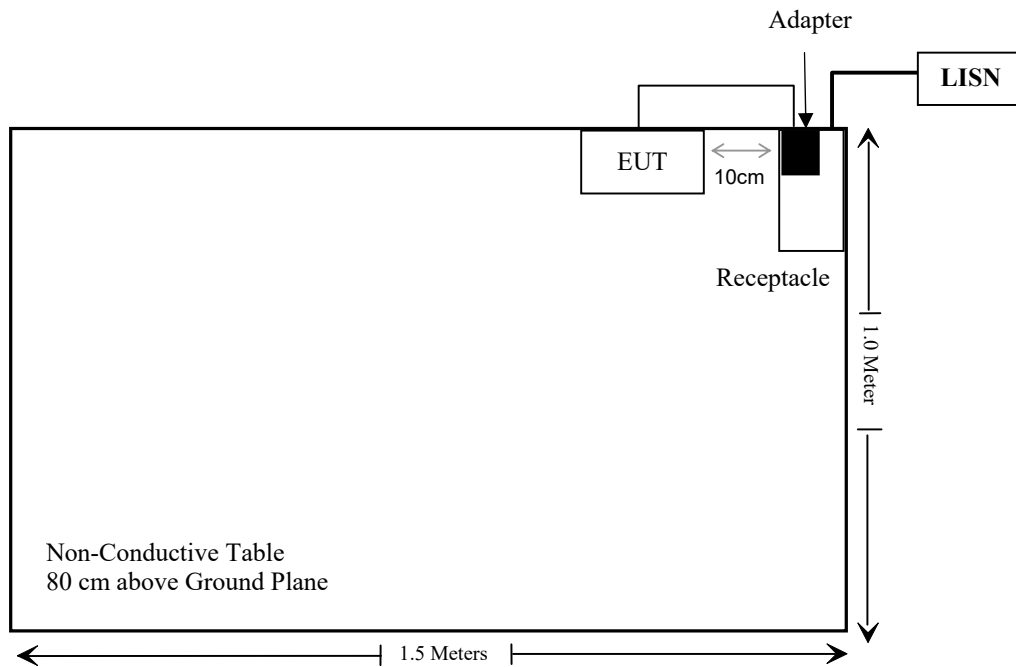 Adapter
LISN
EUT
10cm
Receptacle
1.0 Meter
Non-Conductive Table
80 cm above Ground Plane
1.5 Meters